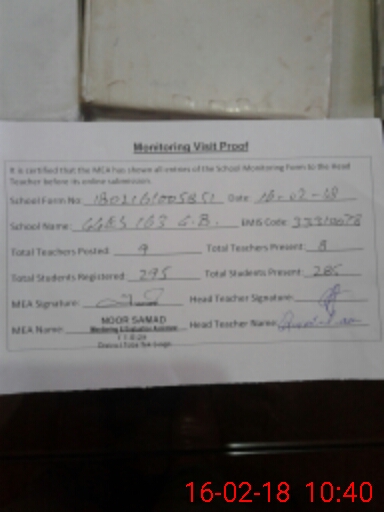 Monitoring Visit Proof
It is certified that the MEA has shown all entries of the School Monitoring Form to the Head
Teacher before its online submission.
School Form No: Date: 16-02-18
School Name: GGES 163 G.B. EMIS Code: 33310078
Total Teachers Posted: 9 Total Teachers Present: 8
Total Students Registered: 295 Total Students Present: 285
MEA Signature: Head Teacher Signature:
MEA Name: NOOR SAMAD Head Teacher Name:
Monitoring & Evaluation Assistant
16-02-18 10:40